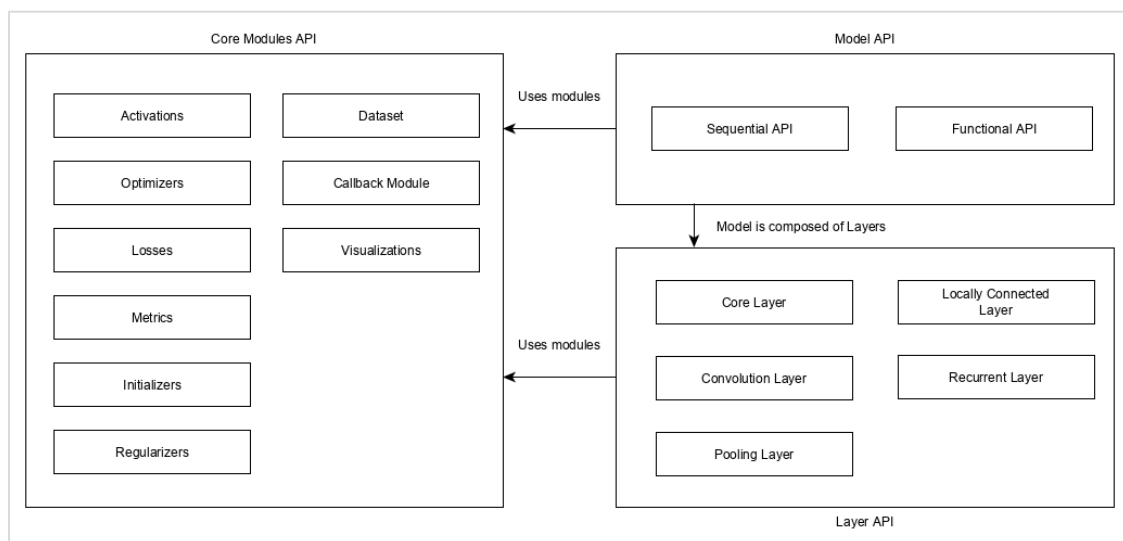 Core Modules API
Activations
Dataset
Optimizers
Callback Module
Losses
Visualizations
Metrics
Initializers
Regularizers
Uses modules
Uses modules
Model API
Sequential API
Functional API
Model is composed of Layers
Core Layer
Locally Connected
Layer
Convolution Layer
Recurrent Layer
Pooling Layer
Layer API